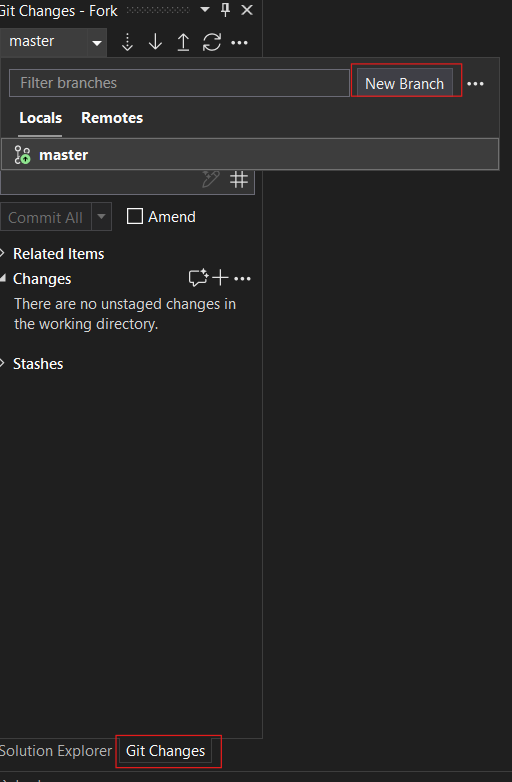 Git Changes - Fork
master
Filter branches
New Branch
Locals Remotes
master
Commit All
Amend
Related Items
Changes
There are no unstaged changes in
the working directory.
Stashes
Solution Explorer
Git Changes